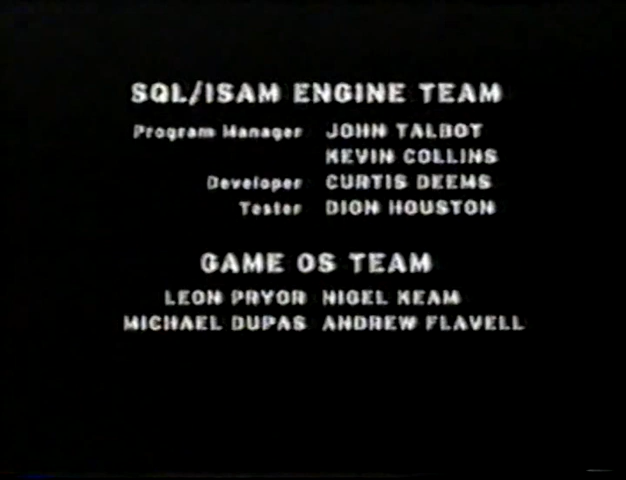 SQL/ISAM ENGINE TEAM
Program Manager JOHN TALBOT
KEVIN COLLINS
Developer CURTIS DEEMS
Tester DION HOUSTON
GAME OS TEAM
LEON PRYOR NIGEL KEAM
MICHAEL DUPAS ANDREW FLAVELL